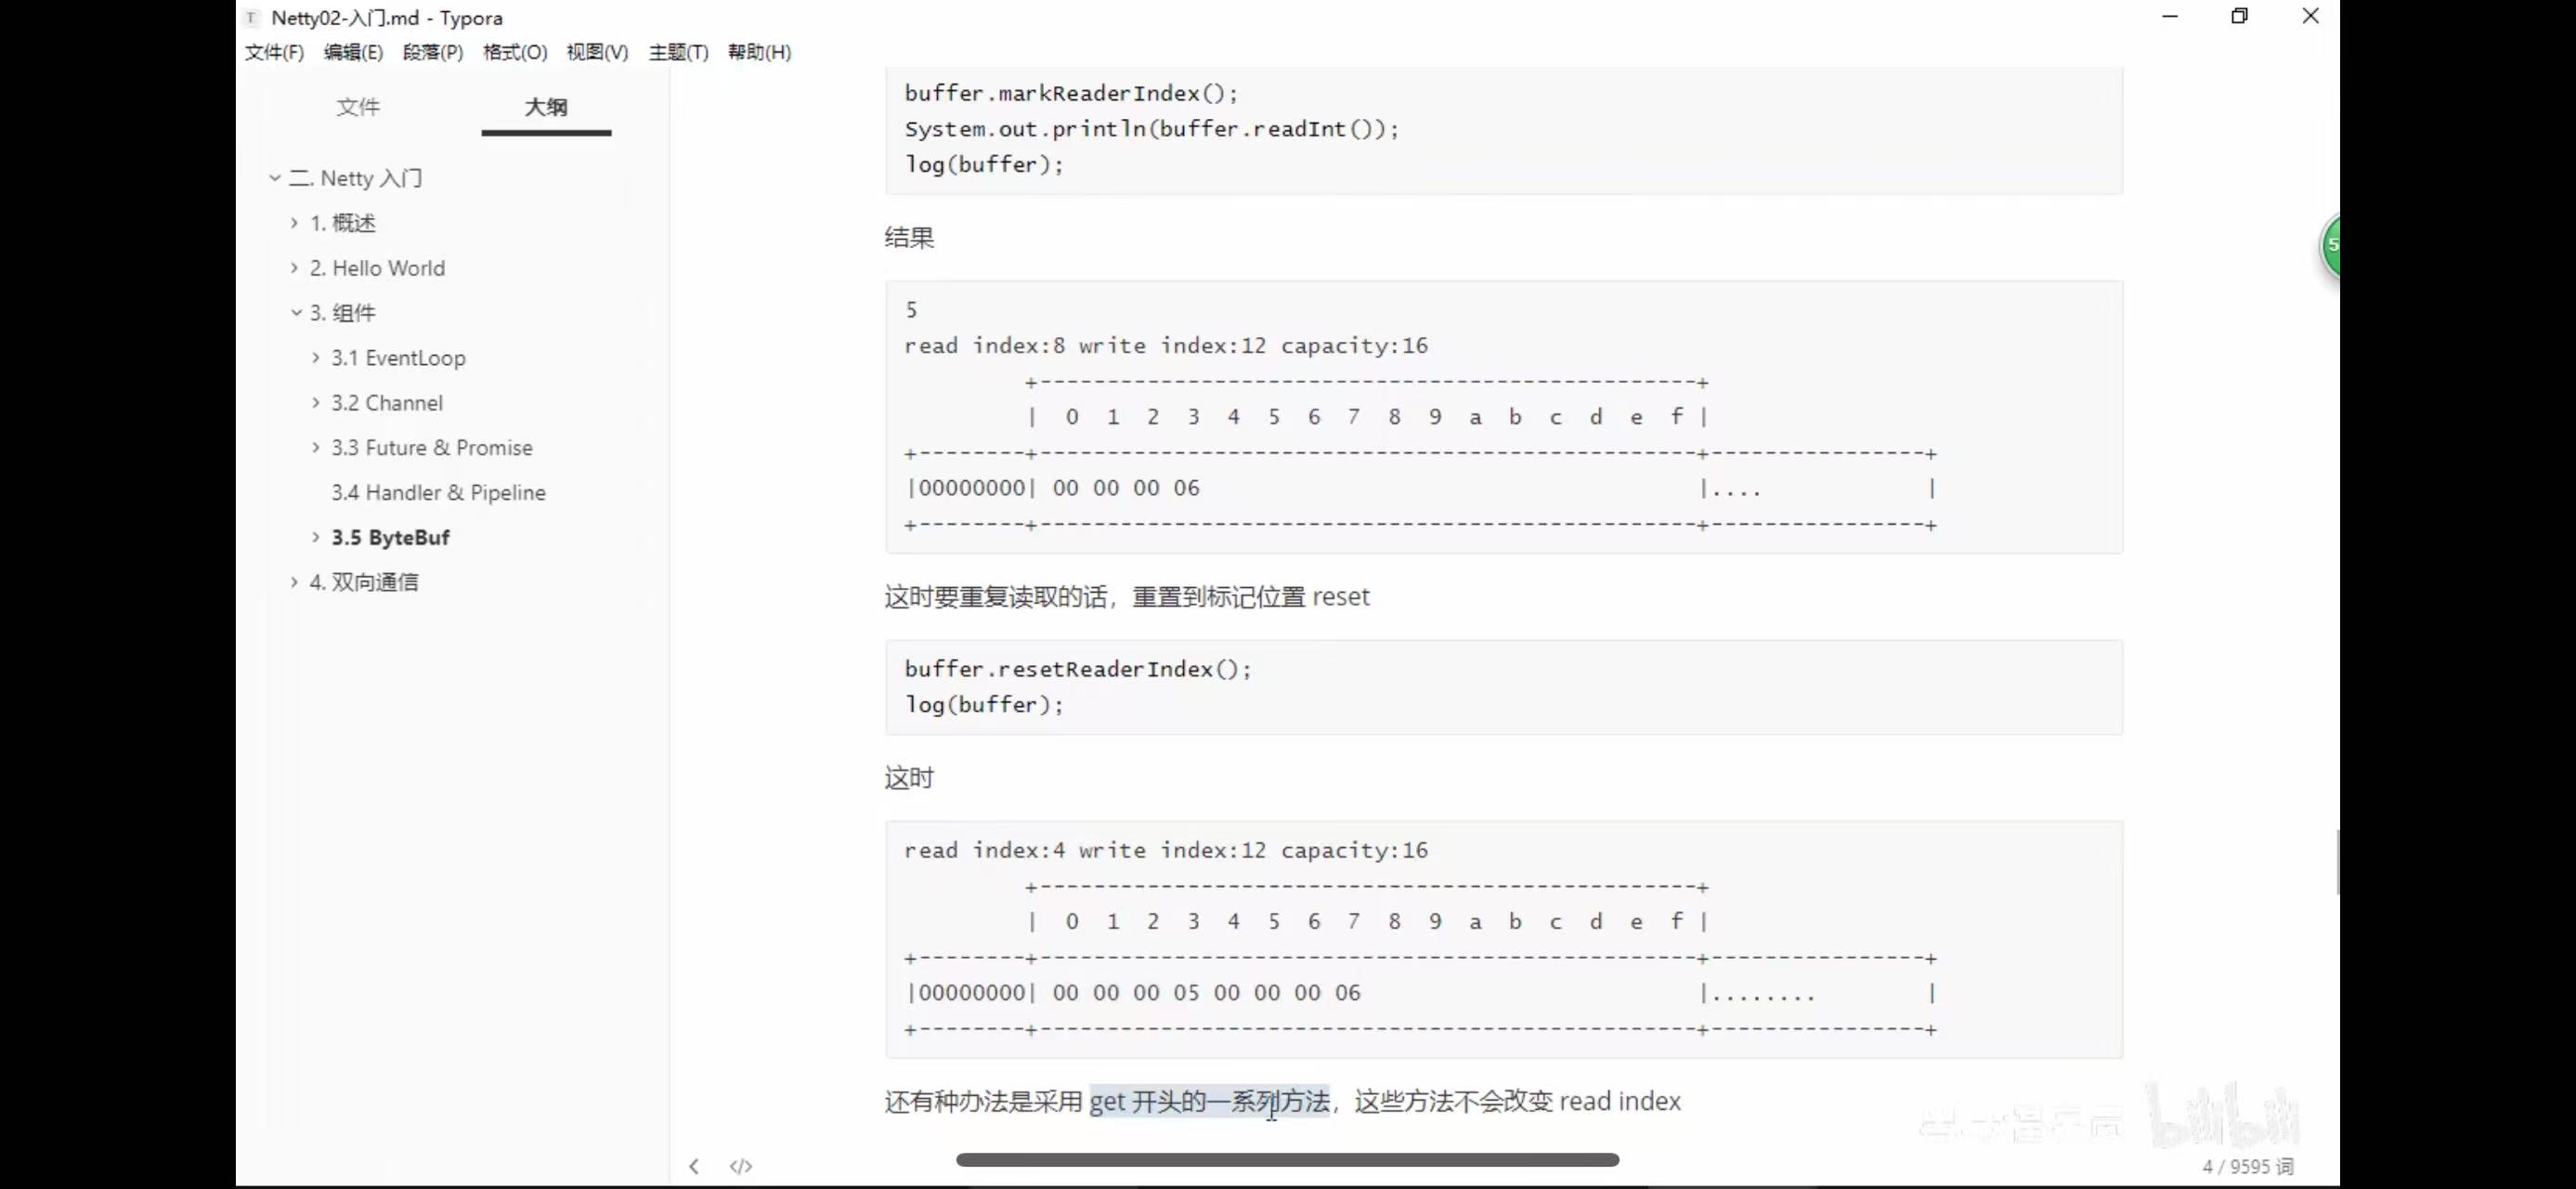 Netty02-入门.md - Typora
文件(F) 编辑(E) 段落(P) 格式(O) 视图(V) 主题(T) 帮助(H)
文件 大纲
二. Netty 入门
1. 概述
2. Hello World
3. 组件
3.1 EventLoop
3.2 Channel
3.3 Future & Promise
3.4 Handler & Pipeline
3.5 ByteBuf
4. 双向通信
buffer.markReaderIndex();
System.out.println(buffer.readInt());
log(buffer);
结果
5
read index:8 write index:12 capacity:16
         +-------------------------------------------------+
         |  0  1  2  3  4  5  6  7  8  9  a  b  c  d  e  f |
+--------+-------------------------------------------------+----------------+
|00000000| 00 00 00 06                                     |....            |
+--------+-------------------------------------------------+----------------+
这时要重复读取的话，重置到标记位置 reset
buffer.resetReaderIndex();
log(buffer);
这时
read index:4 write index:12 capacity:16
         +-------------------------------------------------+
         |  0  1  2  3  4  5  6  7  8  9  a  b  c  d  e  f |
+--------+-------------------------------------------------+----------------+
|00000000| 00 00 00 05 00 00 00 06                         |........        |
+--------+-------------------------------------------------+----------------+
还有种办法是采用 get 开头的一系列方法，这些方法不会改变 read index
bilibili
4 / 9595 词
5